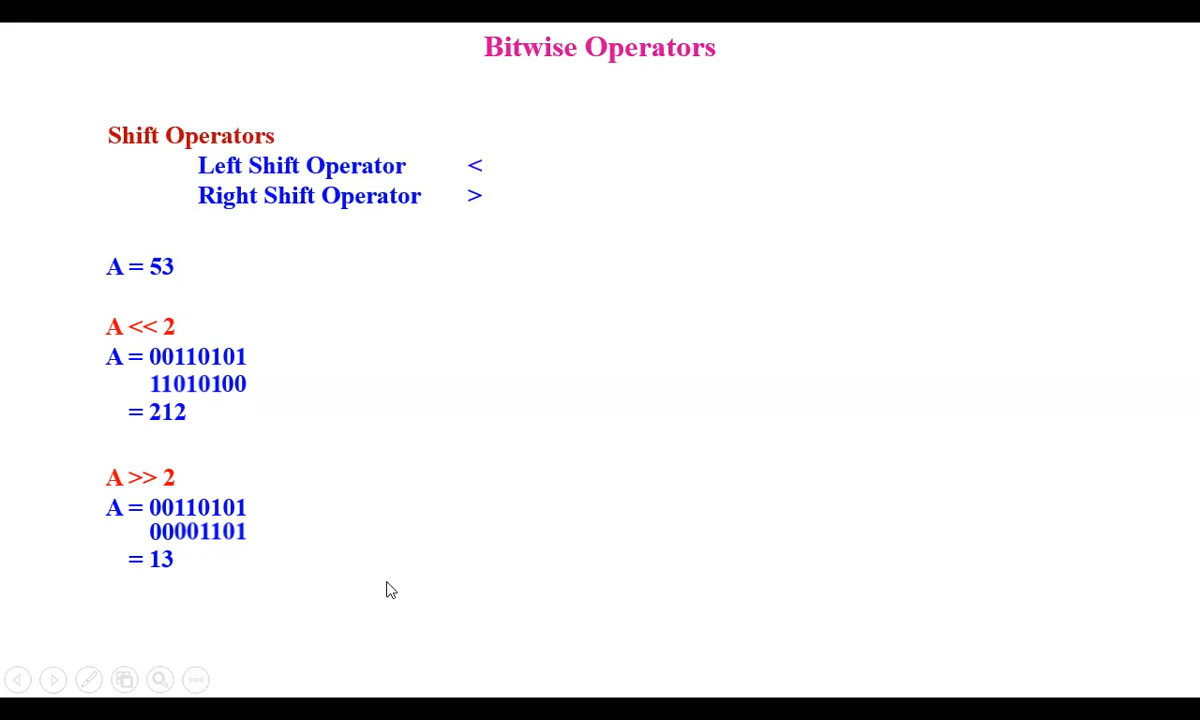 Bitwise Operators
Shift Operators
Left Shift Operator <
Right Shift Operator >
A = 53
A << 2
A = 00110101
11010100
= 212
A >> 2
A = 00110101
00001101
= 13